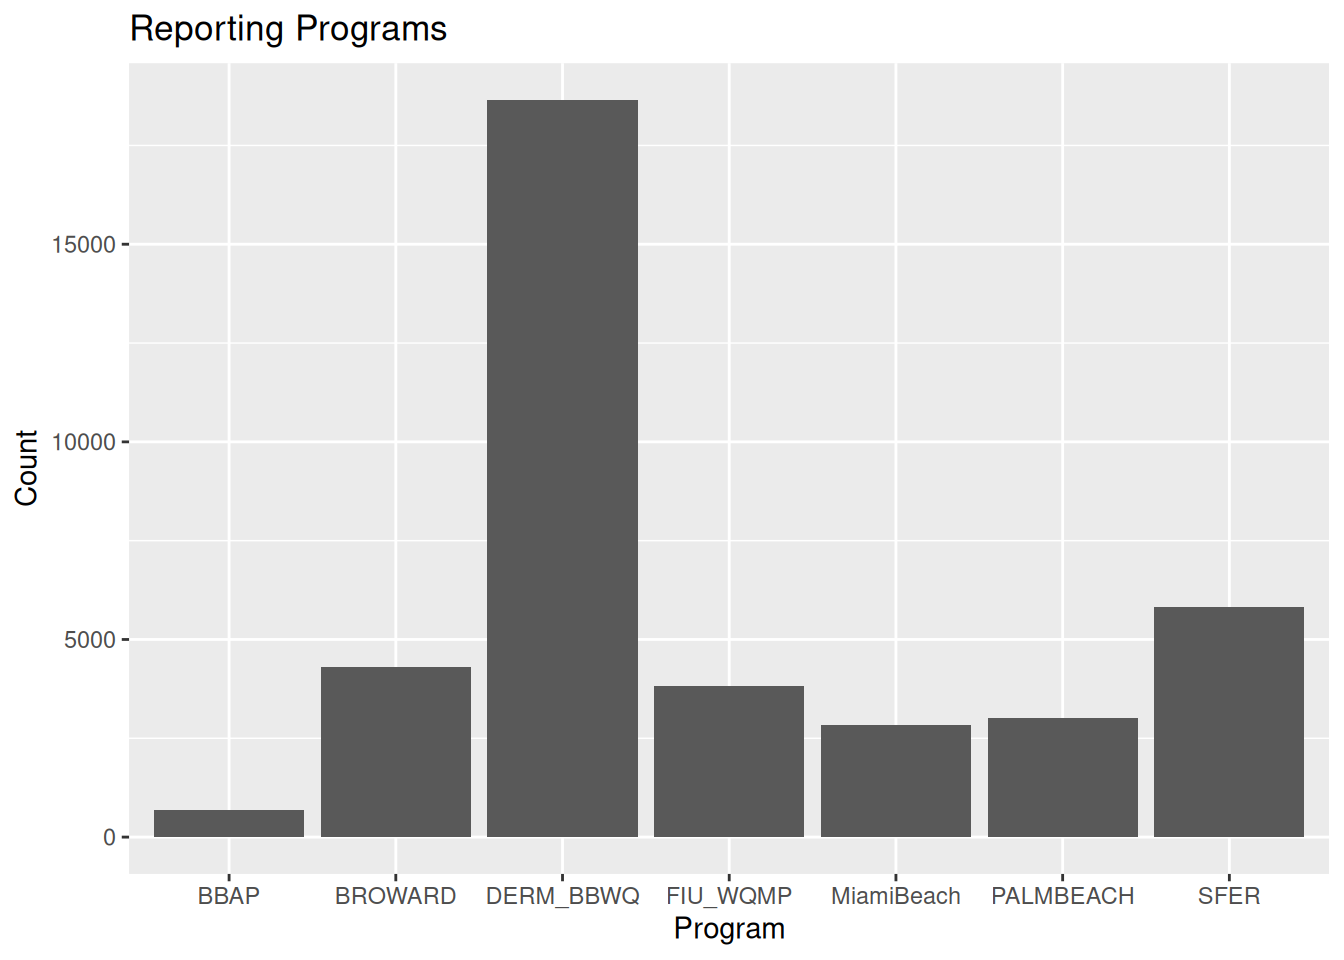 Reporting Programs
15000
10000
5000
0
Count
BBAP BROWARD DERM_BBWQ FIU_WQMP MiamiBeach PALMBEACH SFER
Program